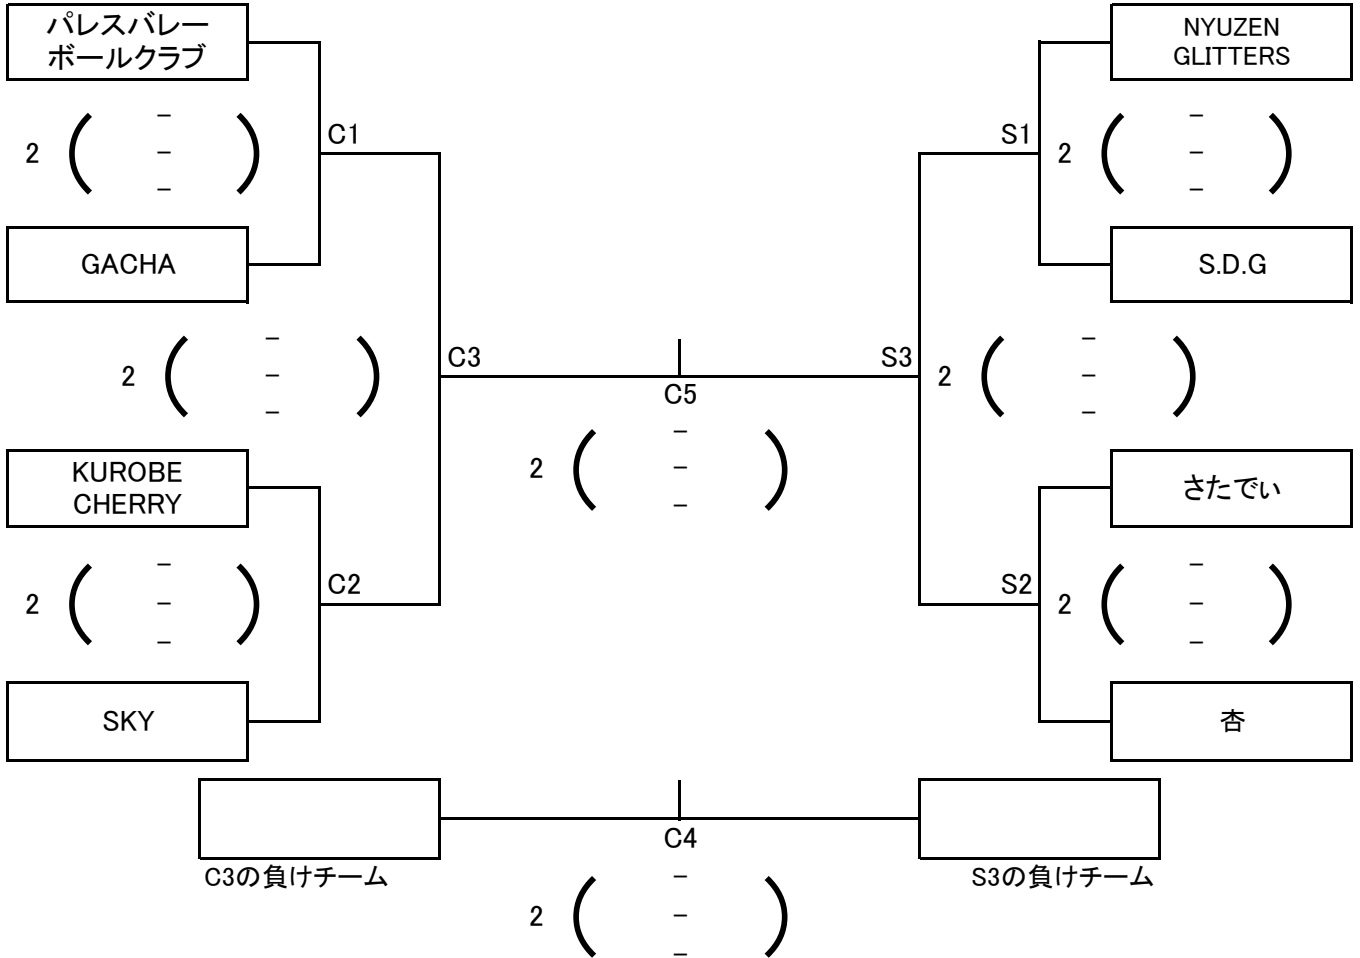 パレスバレー
ボールクラブ
NYUZEN
GLITTERS
2 ( - - - )
C1
S1
2 ( - - - )
GACHA
S.D.G
2 ( - - - )
C3
C5
S3
2 ( - - - )
2 ( - - - )
KUROBE
CHERRY
さたでぃ
2 ( - - - )
C2
S2
2 ( - - - )
SKY
杏
C4
C3の負けチーム
S3の負けチーム
2 ( - - - )